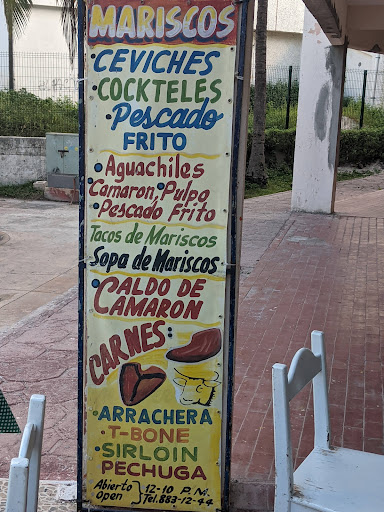 MARISCOS
CEVICHES
• COCKTELES
• Pescado
FRITO
• Aguachiles
• Camaron, Pulpo
• Pescado Frito
Tacos de Mariscos
Sopa de Mariscos
• CALDO DE
CAMARON
CARNES:
• ARRACHERA
• T-BONE
• SIRLOIN
PECHUGA
Abierto 12-10 P.M.
Open Tel. 883-12-44